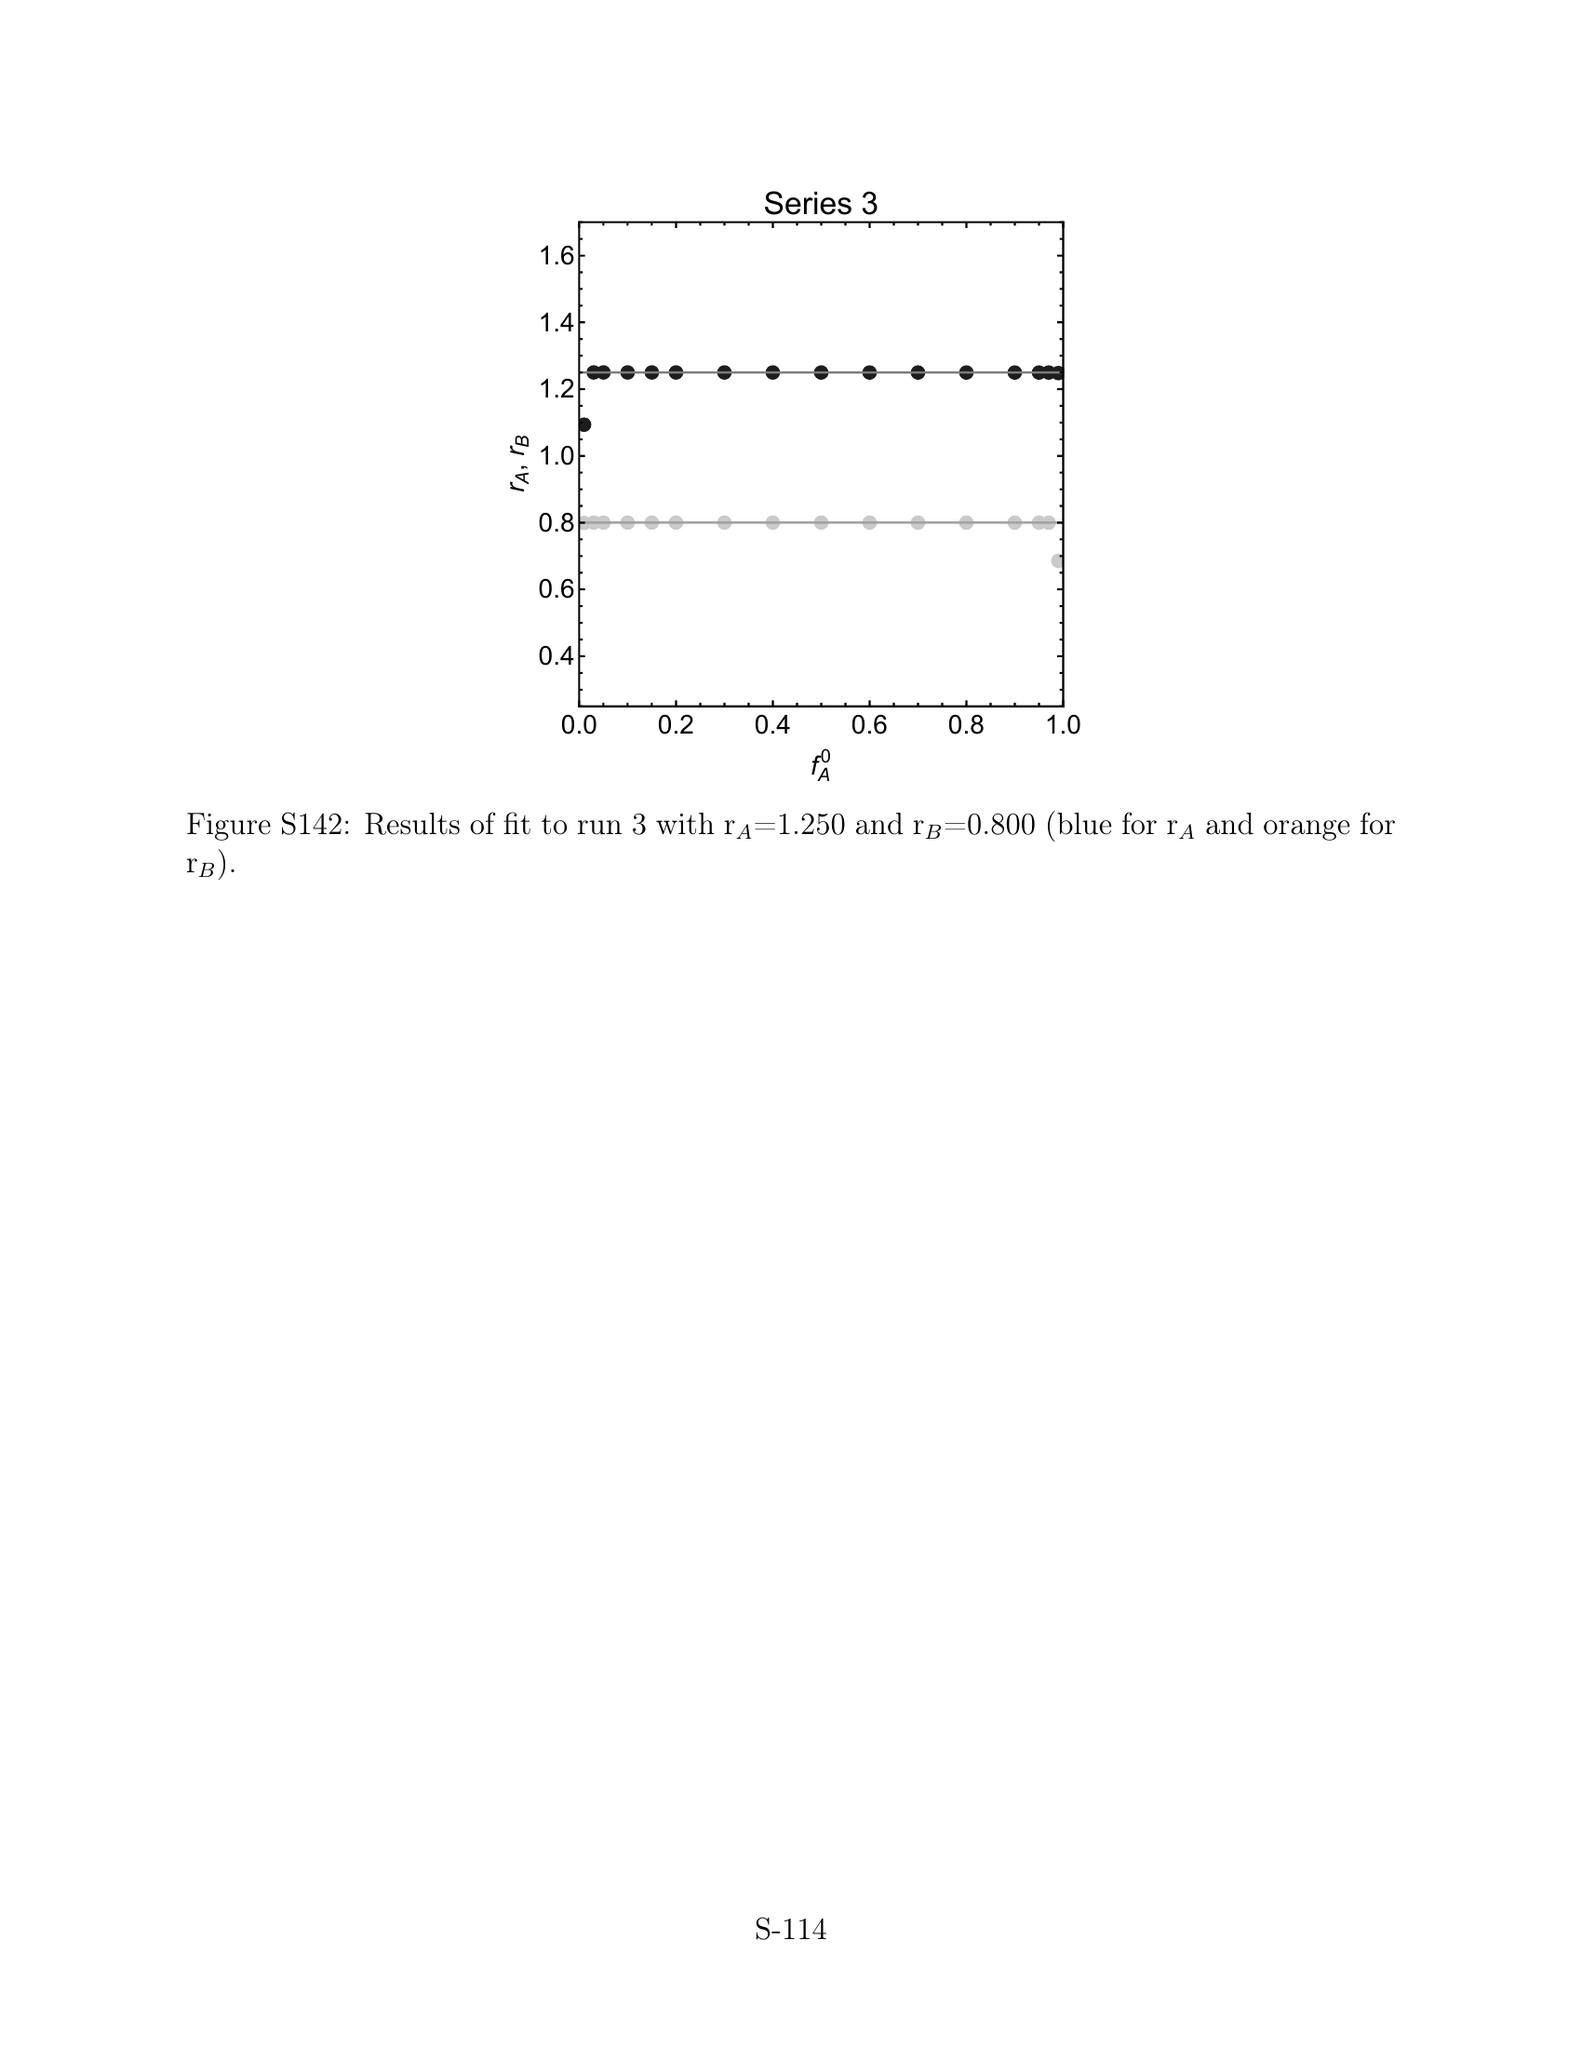 Series 3
1.6
1.4
1.2
1.0
0.8
0.6
0.4
r_A, r_B
0.0 0.2 0.4 0.6 0.8 1.0
f_A^0
Figure S142: Results of fit to run 3 with r_A=1.250 and r_B=0.800 (blue for r_A and orange for
r_B).
S-114